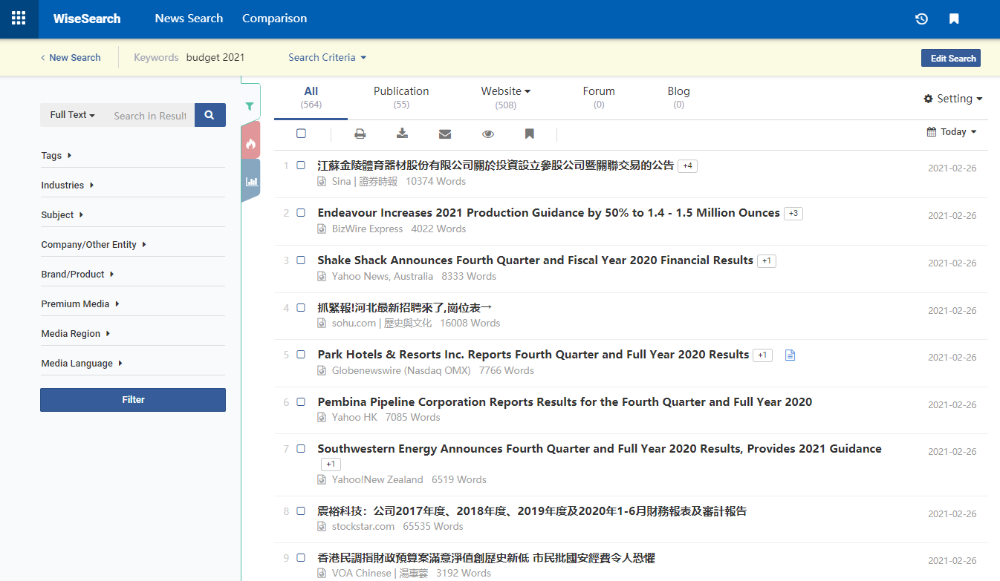 WiseSearch News Search Comparison
New Search Keywords budget 2021 Search Criteria Edit Search
All Publication Website Forum Blog
(564) (55) (508) (0) (0)
Setting
Full Text Search in Result
Today
Tags
Industries
Subject
Company/Other Entity
Brand/Product
Premium Media
Media Region
Media Language
Filter
1 江蘇金陵體育器材股份有限公司關於投資設立參股公司暨關聯交易的公告 +4 2021-02-26
Sina | 證券時報 10374 Words
2 Endeavour Increases 2021 Production Guidance by 50% to 1.4 - 1.5 Million Ounces +3 2021-02-26
BizWire Express 4022 Words
3 Shake Shack Announces Fourth Quarter and Fiscal Year 2020 Financial Results +1 2021-02-26
Yahoo News, Australia 8333 Words
4 抓緊報!河北最新招聘來了,崗位表→ 2021-02-26
sohu.com | 歷史與文化 16008 Words
5 Park Hotels & Resorts Inc. Reports Fourth Quarter and Full Year 2020 Results +1 2021-02-26
Globenewswire (Nasdaq OMX) 7766 Words
6 Pembina Pipeline Corporation Reports Results for the Fourth Quarter and Full Year 2020 2021-02-26
Yahoo HK 7085 Words
7 Southwestern Energy Announces Fourth Quarter and Full Year 2020 Results, Provides 2021 Guidance 2021-02-26
+1
Yahoo!New Zealand 6519 Words
8 震裕科技：公司2017年度、2018年度、2019年度及2020年1-6月財務報表及審計報告 2021-02-26
stockstar.com 65535 Words
9 香港民調指財政預算案滿意淨值創歷史新低 市民批國安經費令人恐懼 2021-02-26
VOA Chinese | 湯惠蕓 3192 Words